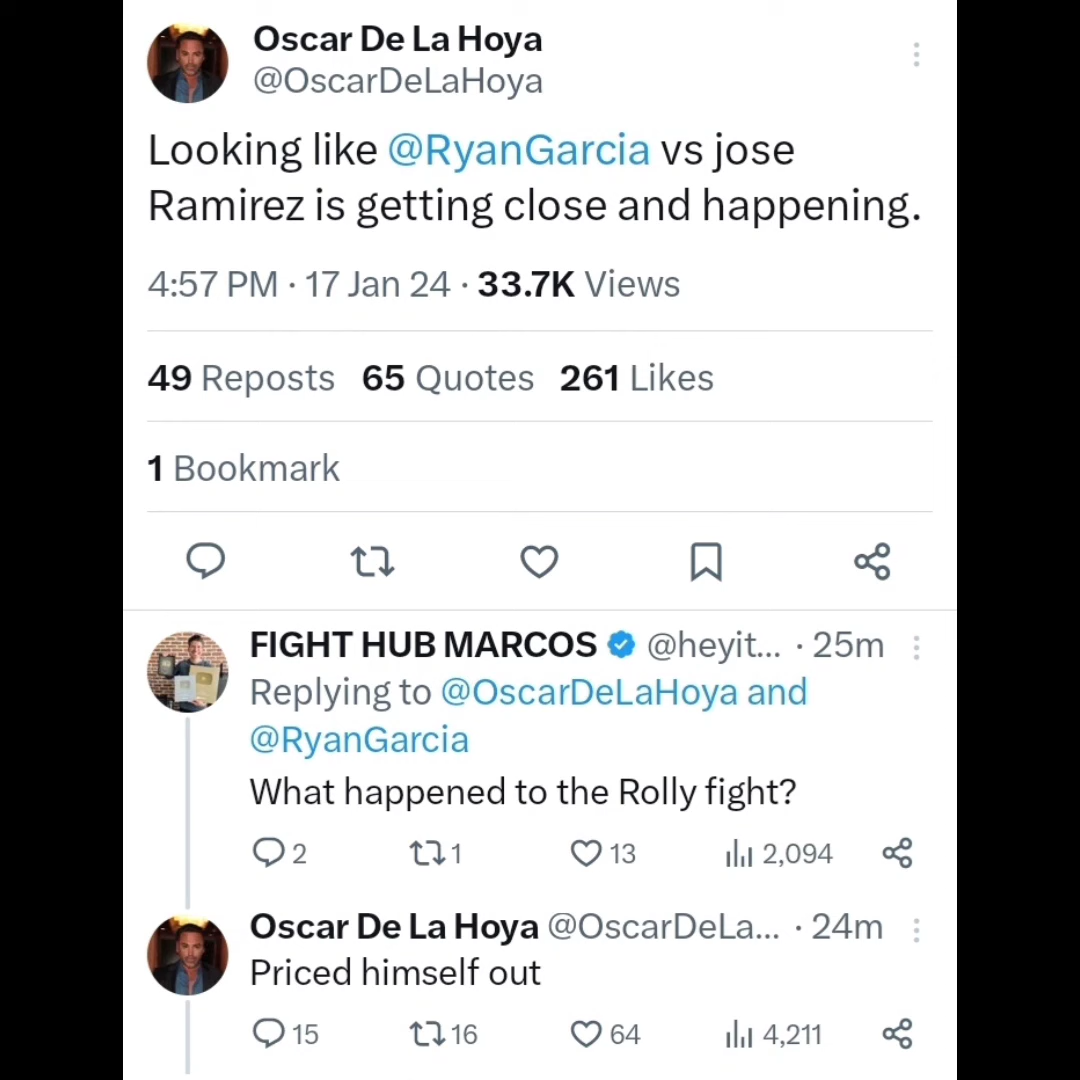 Oscar De La Hoya
@OscarDeLaHoya
Looking like @RyanGarcia vs jose
Ramirez is getting close and happening.
4:57 PM · 17 Jan 24 · 33.7K Views
49 Reposts 65 Quotes 261 Likes
1 Bookmark
FIGHT HUB MARCOS @heyit... · 25m
Replying to @OscarDeLaHoya and
@RyanGarcia
What happened to the Rolly fight?
2 1 13 2,094
Oscar De La Hoya @OscarDeLa... · 24m
Priced himself out
15 16 64 4,211